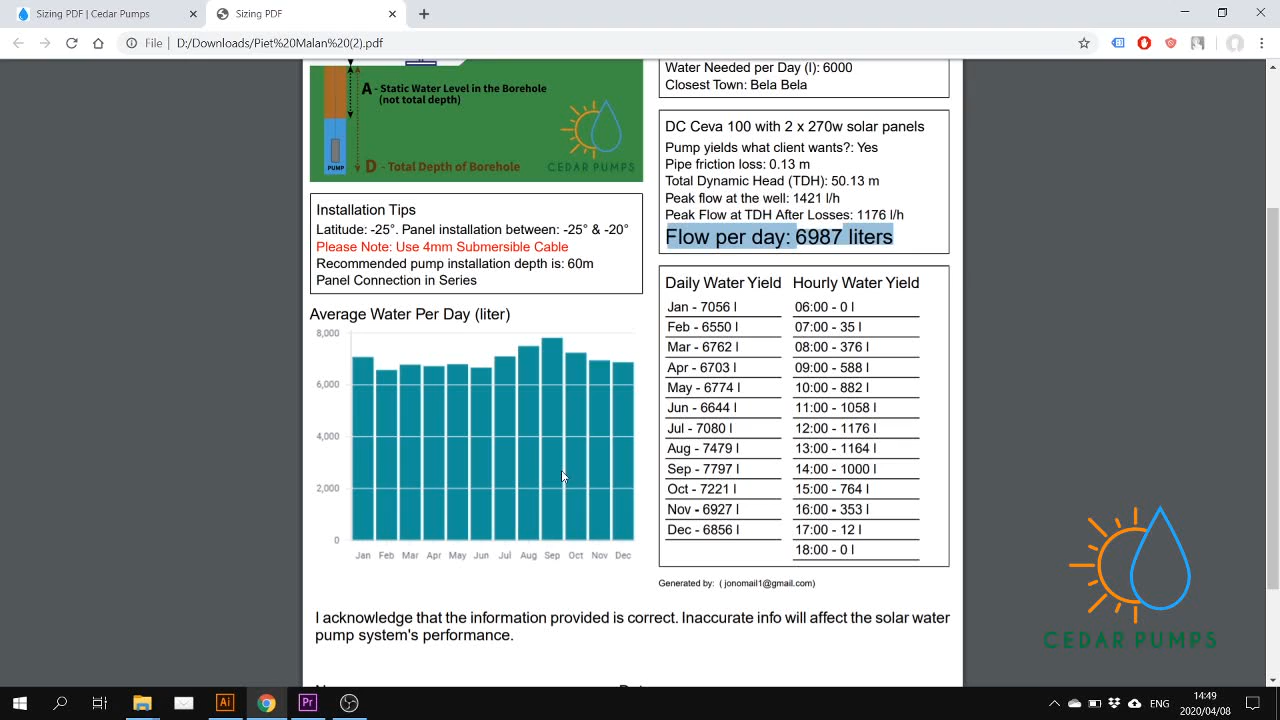 Sizing PDF | Cedar Pumps
Sizing PDF
File | D:/Downloads/Piet%20Malan%20(2).pdf
A - Static Water Level in the Borehole
(not total depth)
A
PUMP
D - Total Depth of Borehole
CEDAR PUMPS
Installation Tips
Latitude: -25°. Panel installation between: -25° & -20°
Please Note: Use 4mm Submersible Cable
Recommended pump installation depth is: 60m
Panel Connection in Series
Average Water Per Day (liter)
8,000
6,000
4,000
2,000
0
Jan Feb Mar Apr May Jun Jul Aug Sep Oct Nov Dec
Water Needed per Day (l): 6000
Closest Town: Bela Bela
DC Ceva 100 with 2 x 270w solar panels
Pump yields what client wants?: Yes
Pipe friction loss: 0.13 m
Total Dynamic Head (TDH): 50.13 m
Peak flow at the well: 1421 l/h
Peak Flow at TDH After Losses: 1176 l/h
Flow per day: 6987 liters
Daily Water Yield Hourly Water Yield
Jan - 7056 l 06:00 - 0 l
Feb - 6550 l 07:00 - 35 l
Mar - 6762 l 08:00 - 376 l
Apr - 6703 l 09:00 - 588 l
May - 6774 l 10:00 - 882 l
Jun - 6644 l 11:00 - 1058 l
Jul - 7080 l 12:00 - 1176 l
Aug - 7479 l 13:00 - 1164 l
Sep - 7797 l 14:00 - 1000 l
Oct - 7221 l 15:00 - 764 l
Nov - 6927 l 16:00 - 353 l
Dec - 6856 l 17:00 - 12 l
18:00 - 0 l
Generated by: ( jonomail1@gmail.com)
I acknowledge that the information provided is correct. Inaccurate info will affect the solar water
pump system's performance.
CEDAR PUMPS
Ai
Pr
ENG
14:49
2020/04/08